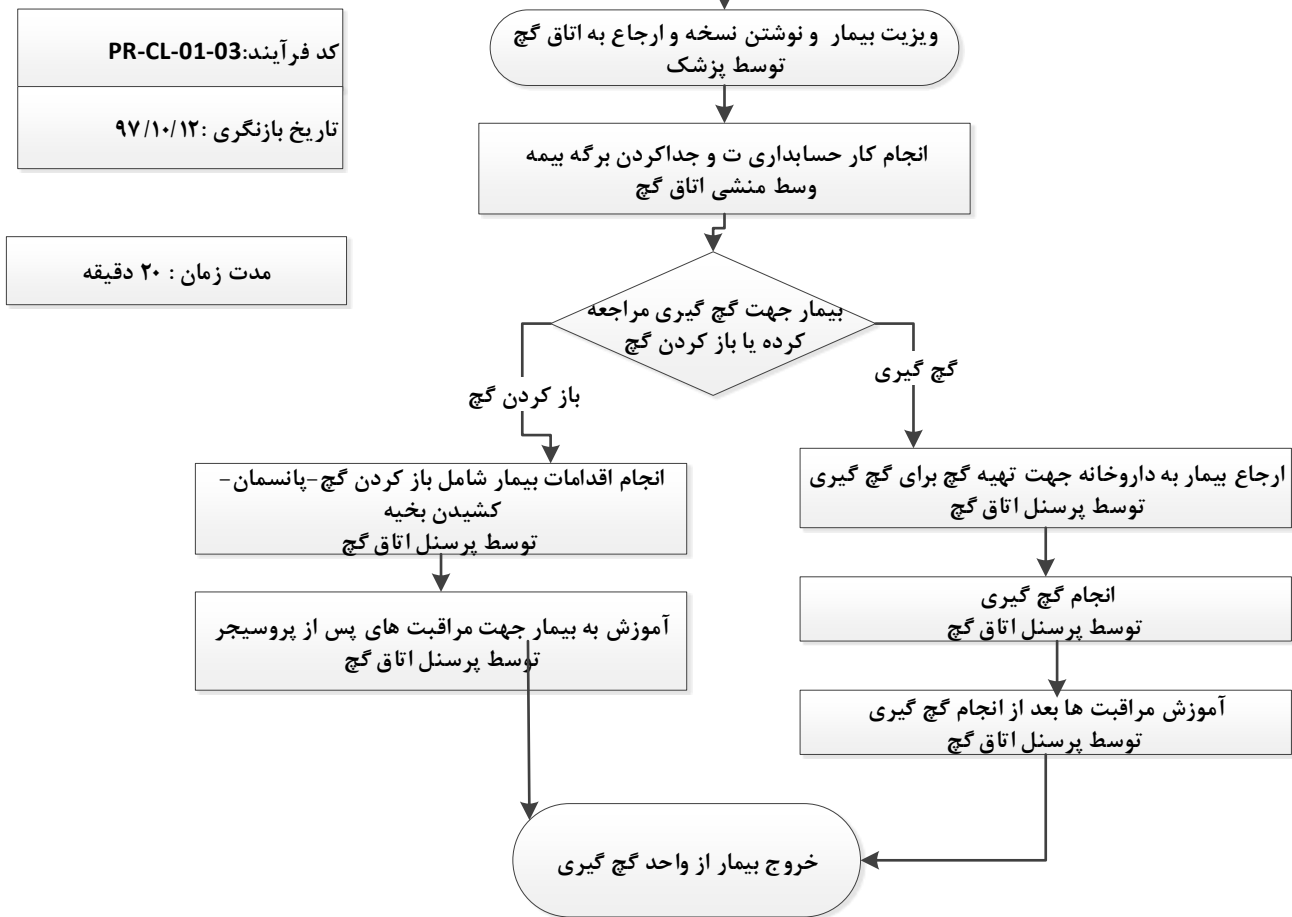 کد فرآیند:PR-CL-01-03
تاریخ بازنگری :۹۷/۱۰/۱۲
مدت زمان : ۲۰ دقیقه
ویزیت بیمار و نوشتن نسخه و ارجاع به اتاق گچ
توسط پزشک
انجام کار حسابداری ت و جداکردن برگه بیمه
وسط منشی اتاق گچ
بیمار جهت گچ گیری مراجعه
کرده یا باز کردن گچ
گچ گیری
باز کردن گچ
ارجاع بیمار به داروخانه جهت تهیه گچ برای گچ گیری
توسط پرسنل اتاق گچ
انجام گچ گیری
توسط پرسنل اتاق گچ
آموزش مراقبت ها بعد از انجام گچ گیری
توسط پرسنل اتاق گچ
انجام اقدامات بیمار شامل باز کردن گچ-پانسمان-
کشیدن بخیه
توسط پرسنل اتاق گچ
آموزش به بیمار جهت مراقبت های پس از پروسیجر
توسط پرسنل اتاق گچ
خروج بیمار از واحد گچ گیری